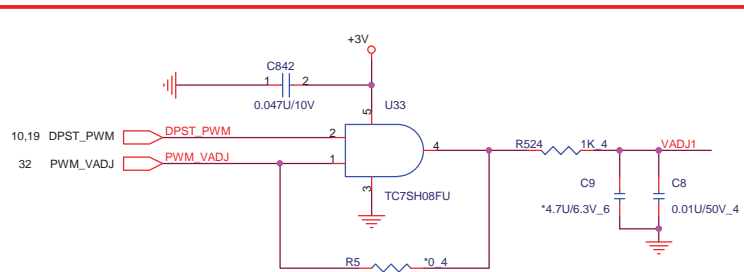 +3V
C842
1 2
0.047U/10V
5
U33
10,19 DPST_PWM DPST_PWM 2
32 PWM_VADJ PWM_VADJ 1
4
R524 1K_4 VADJ1
3
TC7SH08FU
C9 C8
*4.7U/6.3V_6 0.01U/50V_4
R5 *0_4